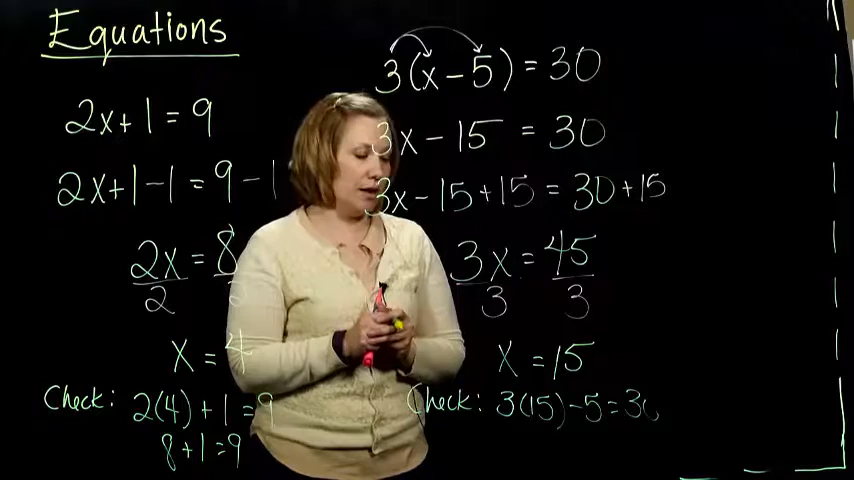 Equations
2x+1=9
2x+1-1=9-1
2x=8
2
x=4
Check: 2(4)+1=9
8+1=9
3(x-5)=30
3x-15=30
3x-15+15=30+15
3x=45
3 3
x=15
Check: 3(15)-5=30